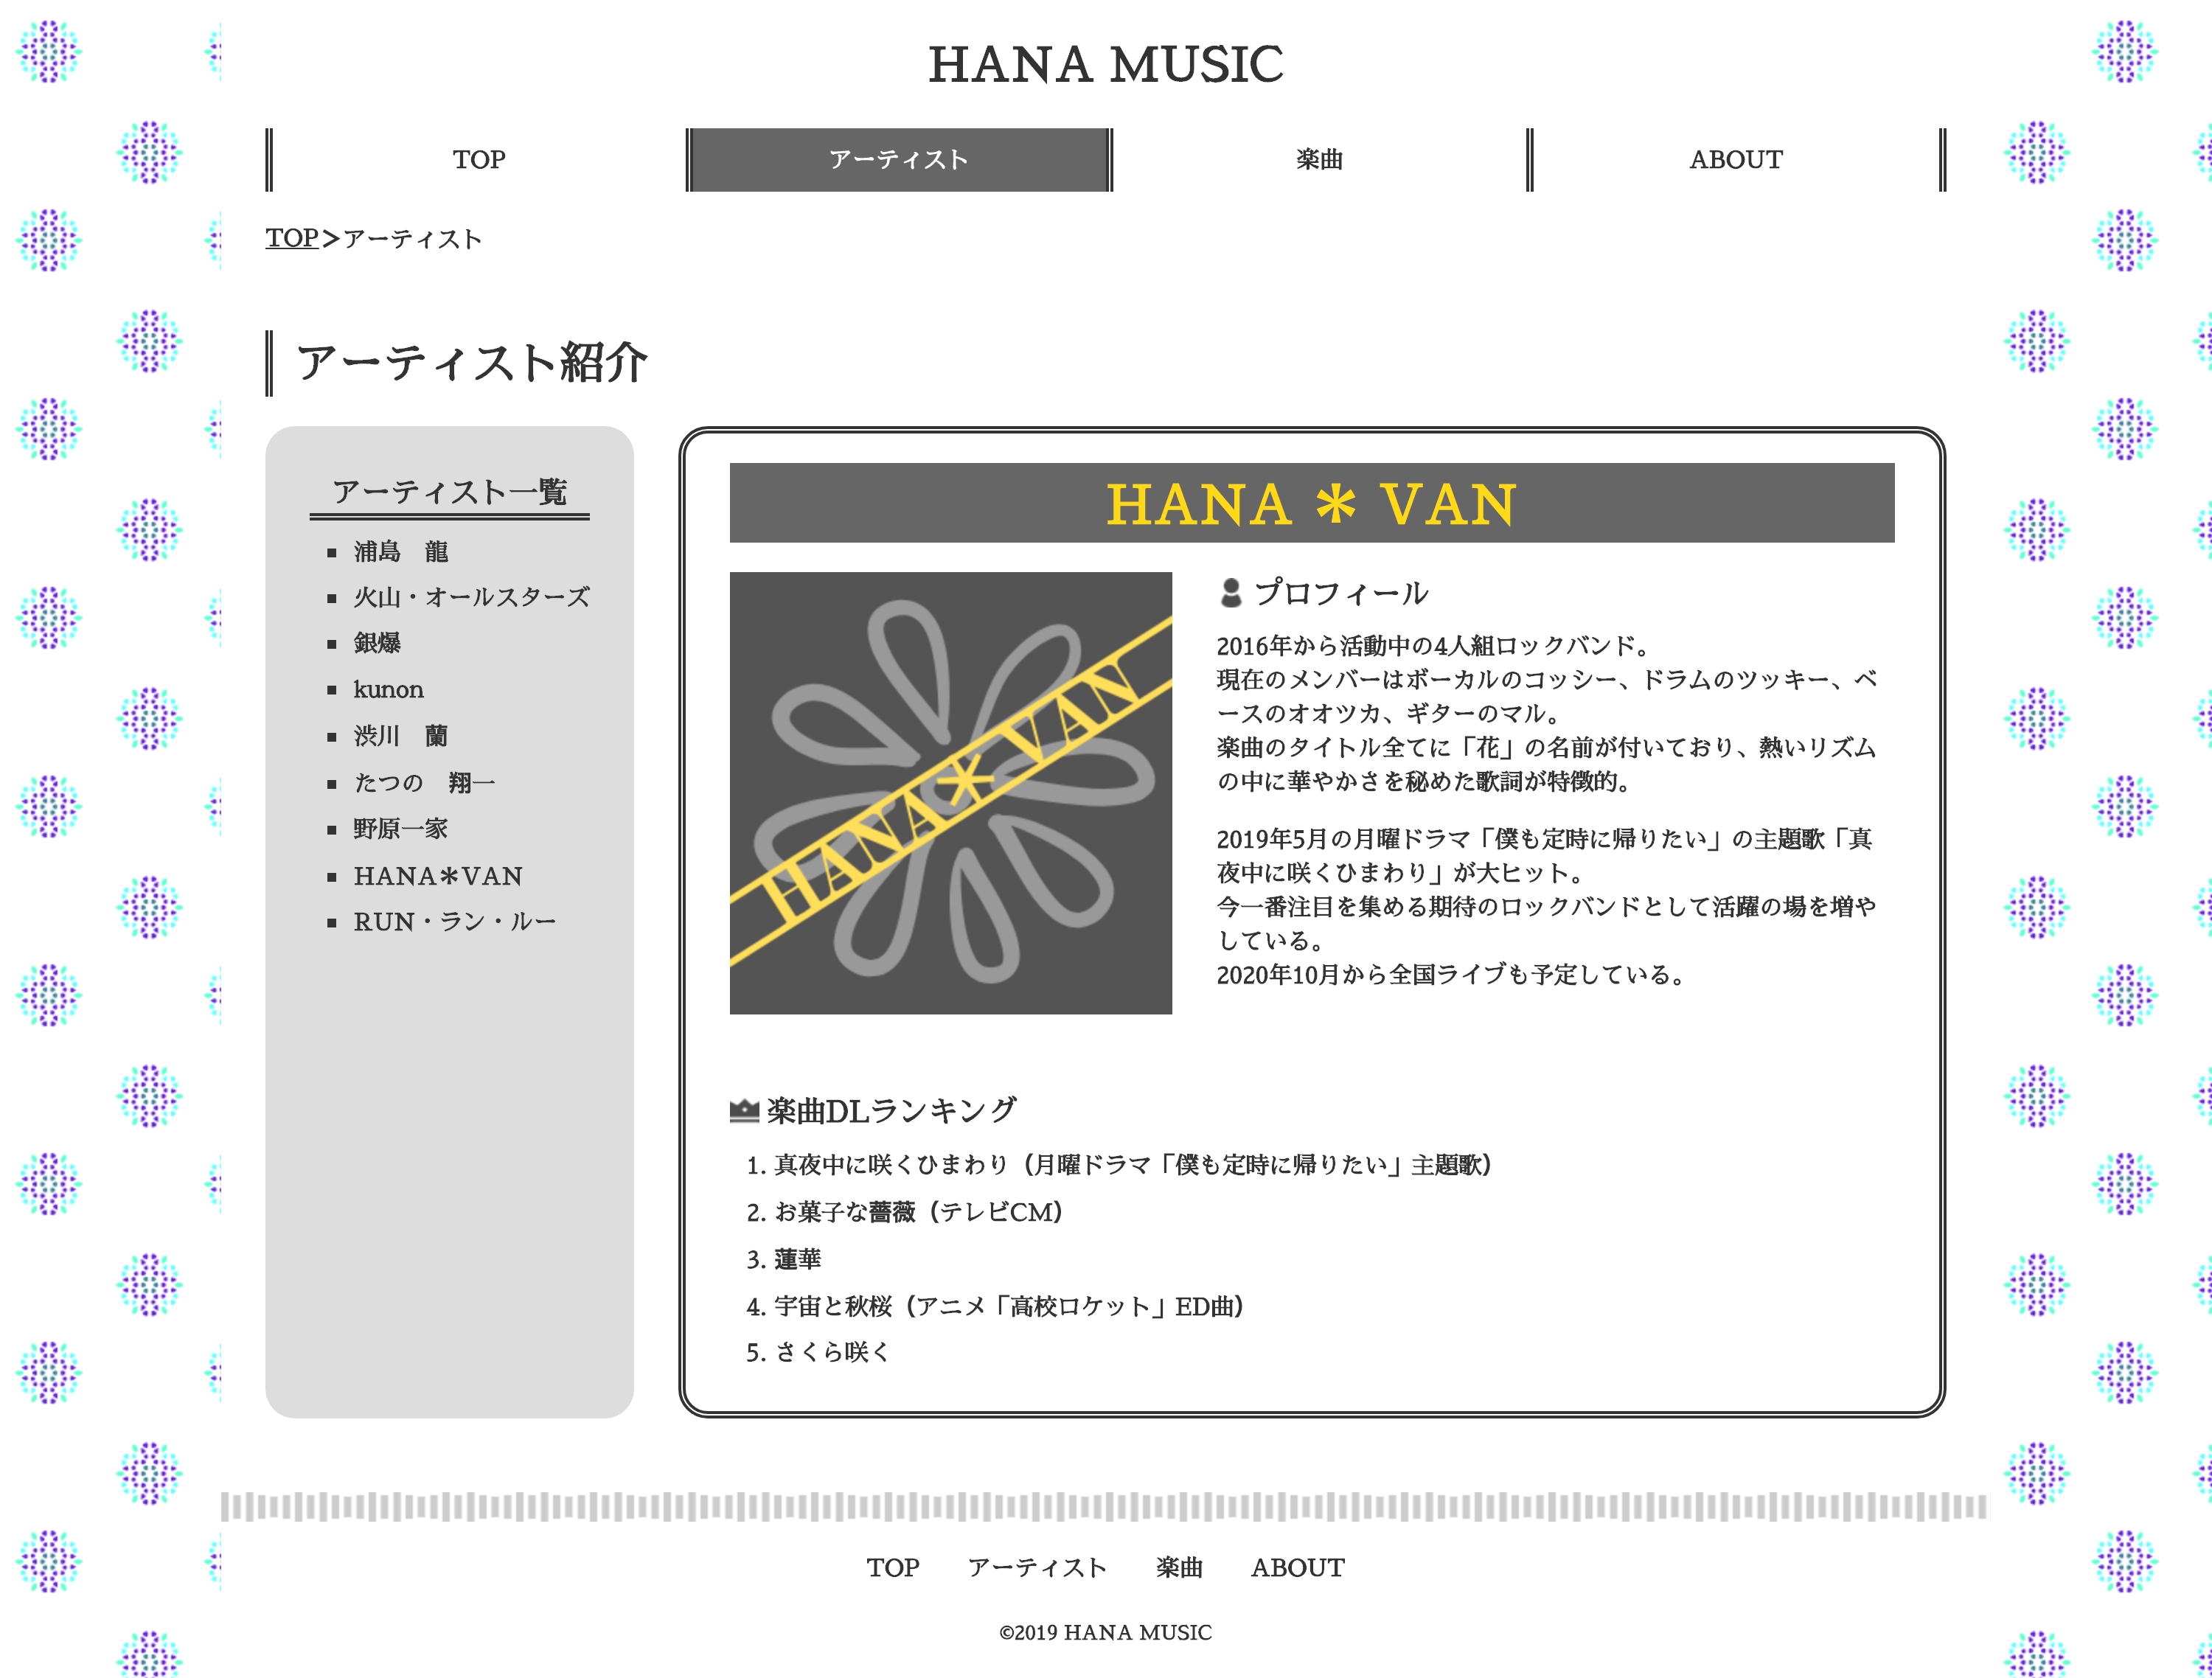 HANA MUSIC
TOP
アーティスト
楽曲
ABOUT
TOP＞アーティスト
アーティスト紹介
アーティスト一覧
浦島　龍
火山・オールスターズ
銀爆
kunon
渋川　蘭
たつの　翔一
野原一家
HANA＊VAN
RUN・ラン・ルー
HANA＊VAN
HANA＊VAN
プロフィール
2016年から活動中の4人組ロックバンド。
現在のメンバーはボーカルのコッシー、ドラムのツッキー、ベ
ースのオオツカ、ギターのマル。
楽曲のタイトル全てに「花」の名前が付いており、熱いリズム
の中に華やかさを秘めた歌詞が特徴的。
2019年5月の月曜ドラマ「僕も定時に帰りたい」の主題歌「真
夜中に咲くひまわり」が大ヒット。
今一番注目を集める期待のロックバンドとして活躍の場を増や
している。
2020年10月から全国ライブも予定している。
楽曲DLランキング
1. 真夜中に咲くひまわり（月曜ドラマ「僕も定時に帰りたい」主題歌）
2. お菓子な薔薇（テレビCM）
3. 蓮華
4. 宇宙と秋桜（アニメ「高校ロケット」ED曲）
5. さくら咲く
TOP アーティスト 楽曲 ABOUT
©2019 HANA MUSIC